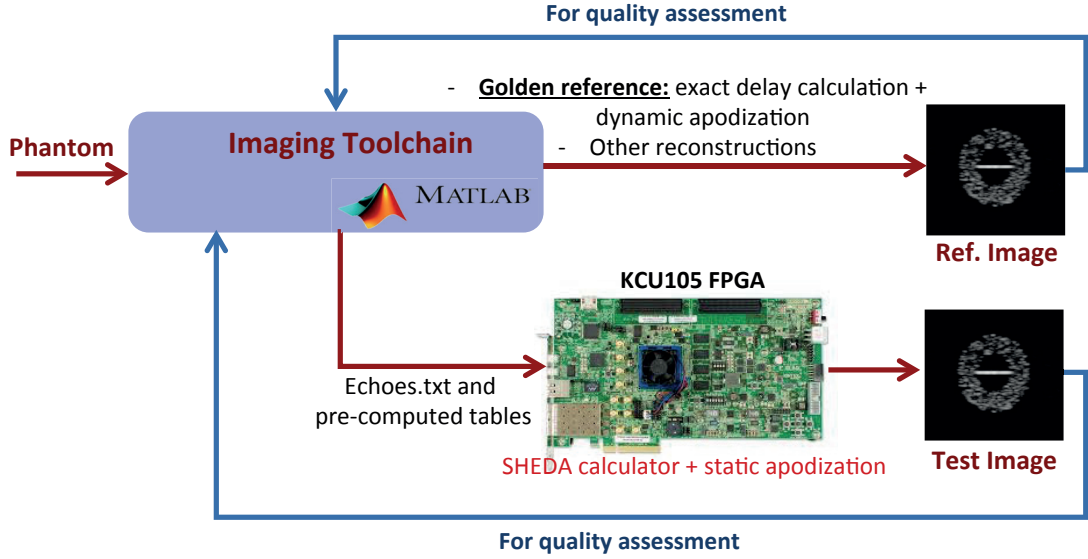 For quality assessment
- Golden reference: exact delay calculation +
dynamic apodization
- Other reconstructions
Phantom
Imaging Toolchain
MATLAB
Ref. Image
KCU105 FPGA
Echoes.txt and
pre-computed tables
SHEDA calculator + static apodization
Test Image
For quality assessment